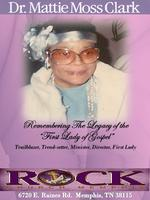 Dr. Mattie Moss Clark
Remembering The Legacy of the
"First Lady of Gospel"
Trailblazer, Trend-setter, Minister, Director, First Lady
ROCK
6720 E. Raines Rd. Memphis, TN 38115